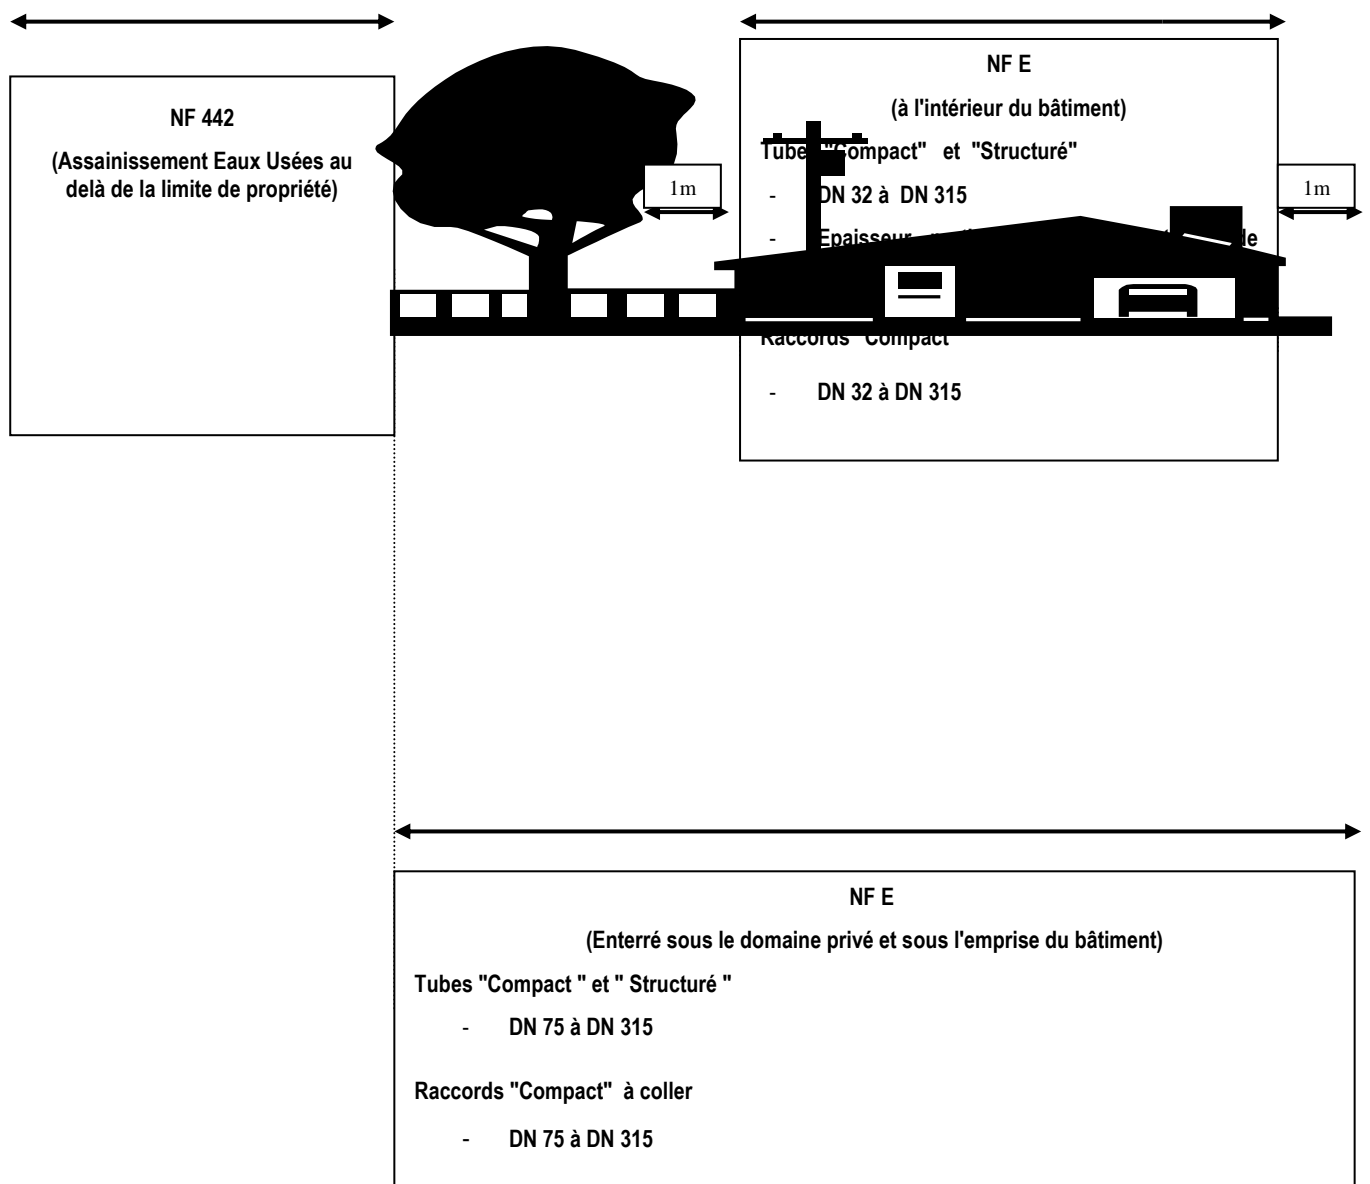 NF 442
(Assainissement Eaux Usées au
delà de la limite de propriété)
1m
NF E
(à l'intérieur du bâtiment)
Tubes "Compact" et "Structuré"
- DN 32 à DN 315
- Epaisseur de
Raccords "Compact"
- DN 32 à DN 315
1m
NF E
(Enterré sous le domaine privé et sous l'emprise du bâtiment)
Tubes "Compact " et " Structuré "
- DN 75 à DN 315
Raccords "Compact" à coller
- DN 75 à DN 315